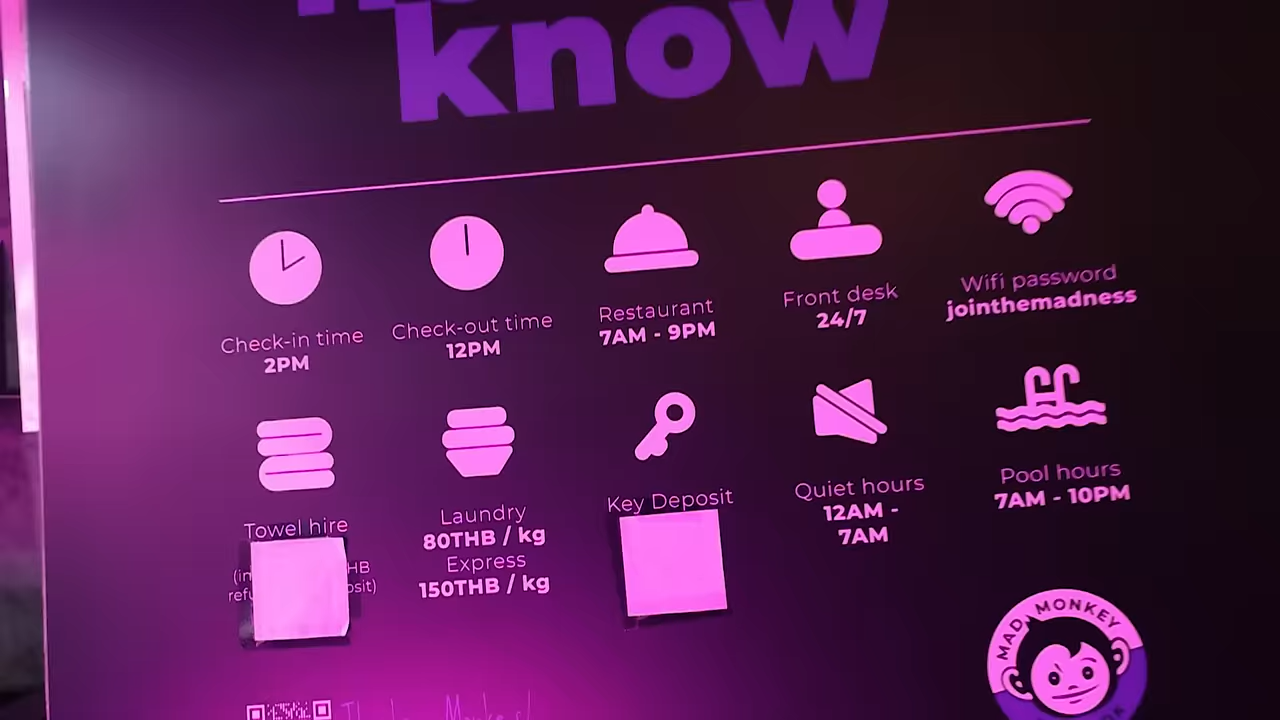 know
Check-in time
2PM
Check-out time
12PM
Restaurant
7AM - 9PM
Front desk
24/7
Wifi password
jointhemadness
Towel hire
Laundry
80THB / kg
Express
150THB / kg
Key Deposit
Quiet hours
12AM -
7AM
Pool hours
7AM - 10PM
MAD MONKEY